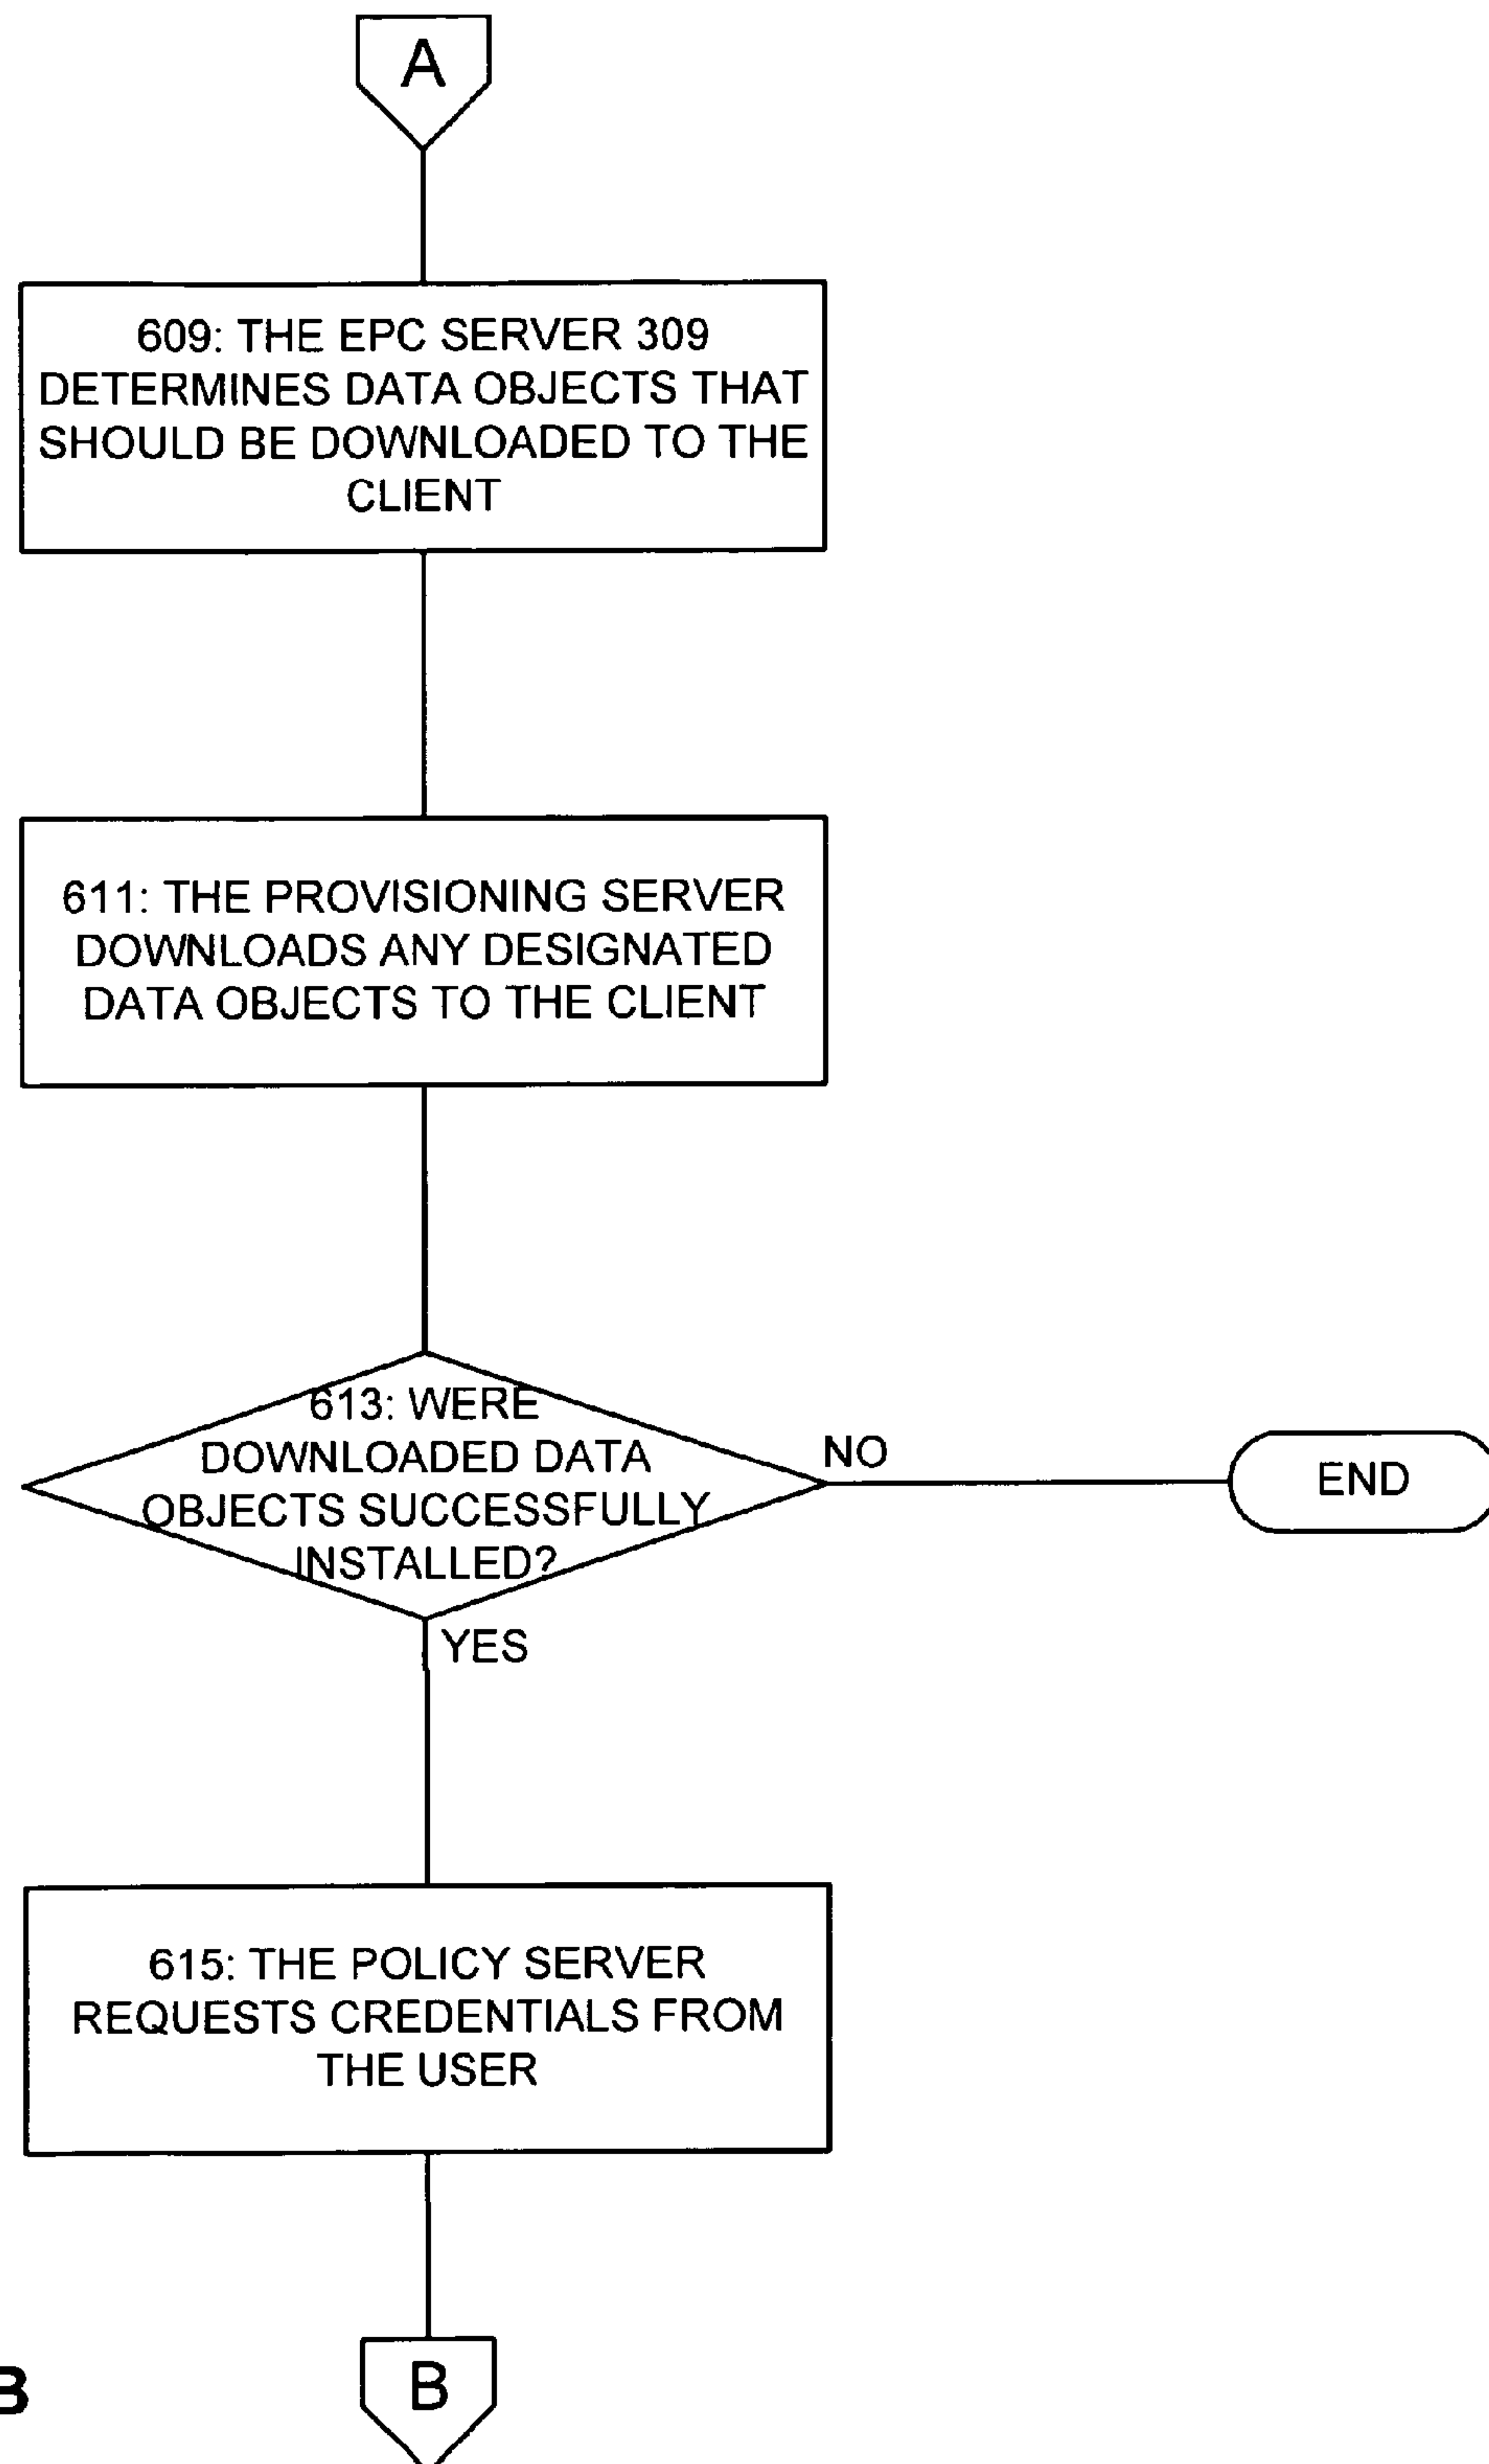 A
609: THE EPC SERVER 309
DETERMINES DATA OBJECTS THAT
SHOULD BE DOWNLOADED TO THE
CLIENT
611: THE PROVISIONING SERVER
DOWNLOADS ANY DESIGNATED
DATA OBJECTS TO THE CLIENT
613: WERE
DOWNLOADED DATA
OBJECTS SUCCESSFULLY
INSTALLED?
NO
END
YES
615: THE POLICY SERVER
REQUESTS CREDENTIALS FROM
THE USER
B
B